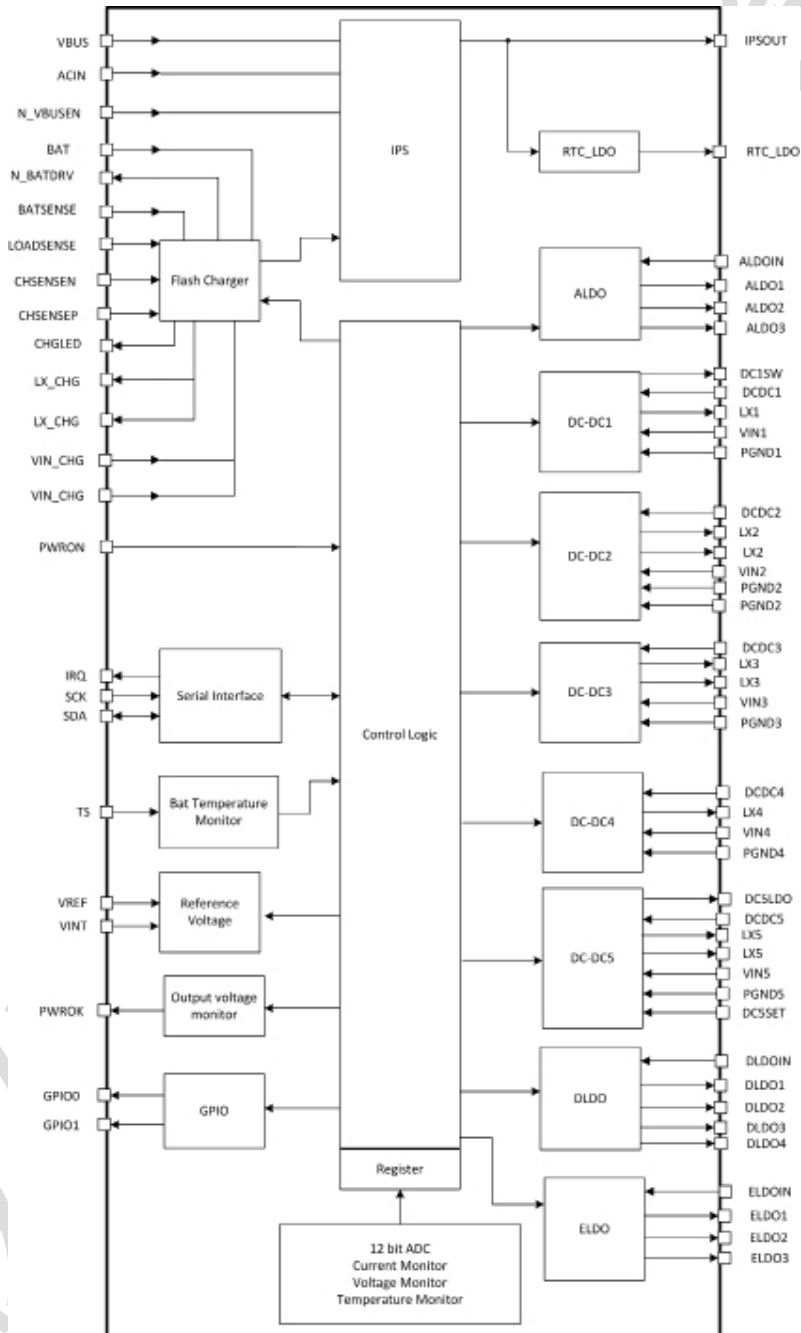 VBUS
ACIN
N_VBUSEN
BAT
N_BATDRV
BATSENSE
LOADSENSE
CHSENSEN
CHSENSEP
CHGLED
LX_CHG
LX_CHG
VIN_CHG
VIN_CHG
PWRON
IRQ
SCK
SDA
TS
VREF
VINT
PWROK
GPIO0
GPIO1
Flash Charger
Serial Interface
Bat Temperature
Monitor
Reference
Voltage
Output voltage
monitor
GPIO
IPS
Control Logic
Register
12 bit ADC
Current Monitor
Voltage Monitor
Temperature Monitor
RTC_LDO
ALDO
DC-DC1
DC-DC2
DC-DC3
DC-DC4
DC-DC5
DLDO
ELDO
IPSOUT
RTC_LDO
ALDOIN
ALDO1
ALDO2
ALDO3
DC1SW
DCDC1
LX1
VIN1
PGND1
DCDC2
LX2
LX2
VIN2
PGND2
PGND2
DCDC3
LX3
LX3
VIN3
PGND3
DCDC4
LX4
VIN4
PGND4
DC5LDO
DCDC5
LX5
LX5
VIN5
PGND5
DC5SET
DLDOIN
DLDO1
DLDO2
DLDO3
DLDO4
ELDOIN
ELDO1
ELDO2
ELDO3